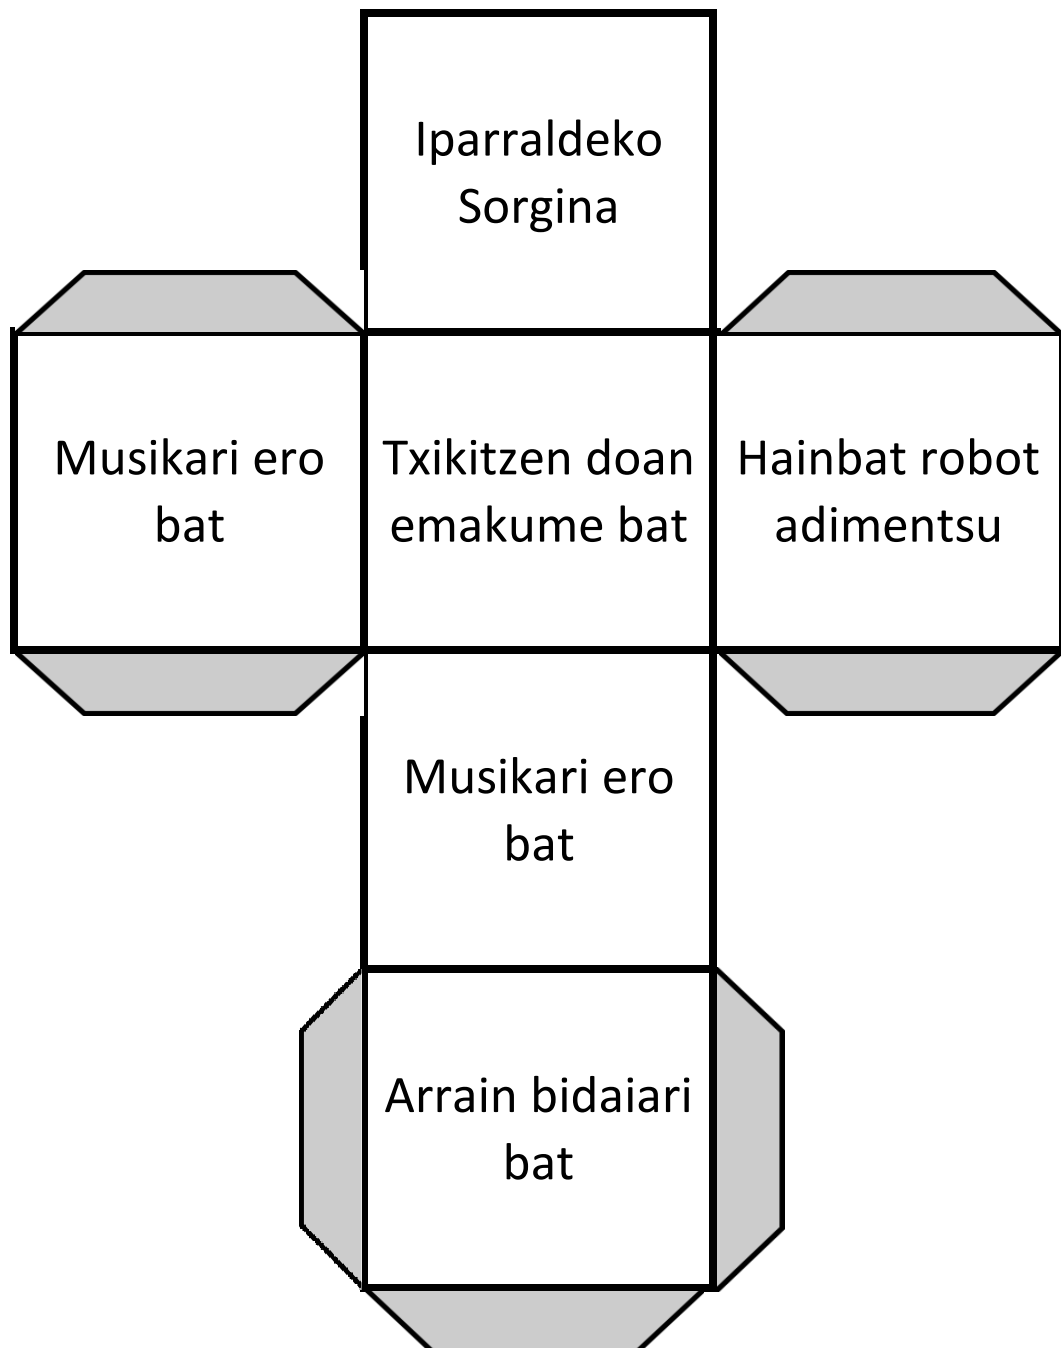 Iparraldeko
Sorgina
Musikari ero
bat
Txikitzen doan
emakume bat
Hainbat robot
adimentsu
Musikari ero
bat
Arrain bidaiari
bat